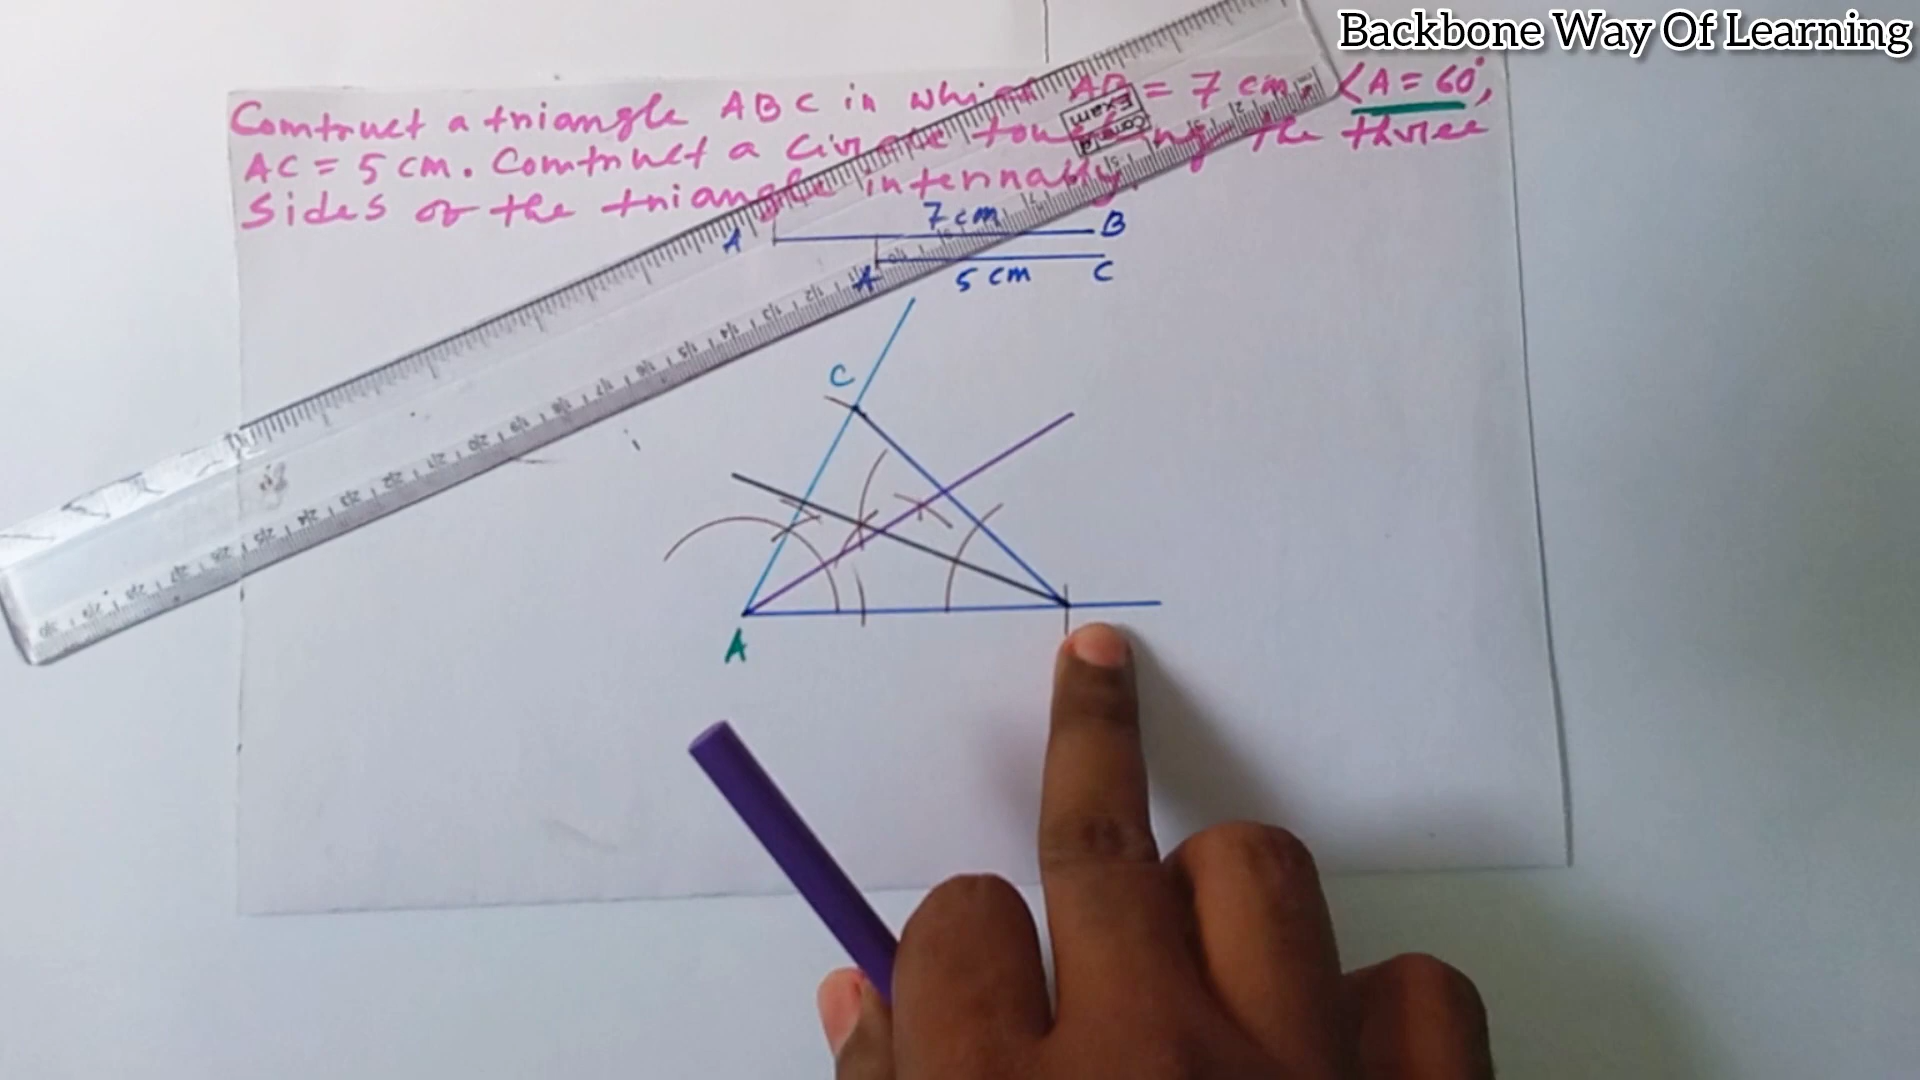 Backbone Way Of Learning
Construct a triangle ABC in which AB = 7 cm, <A = 60°,
AC = 5 cm. Construct a circle touching the three
sides of the triangle internally.
Exam
7 cm
A B
A 5 cm C
C
A